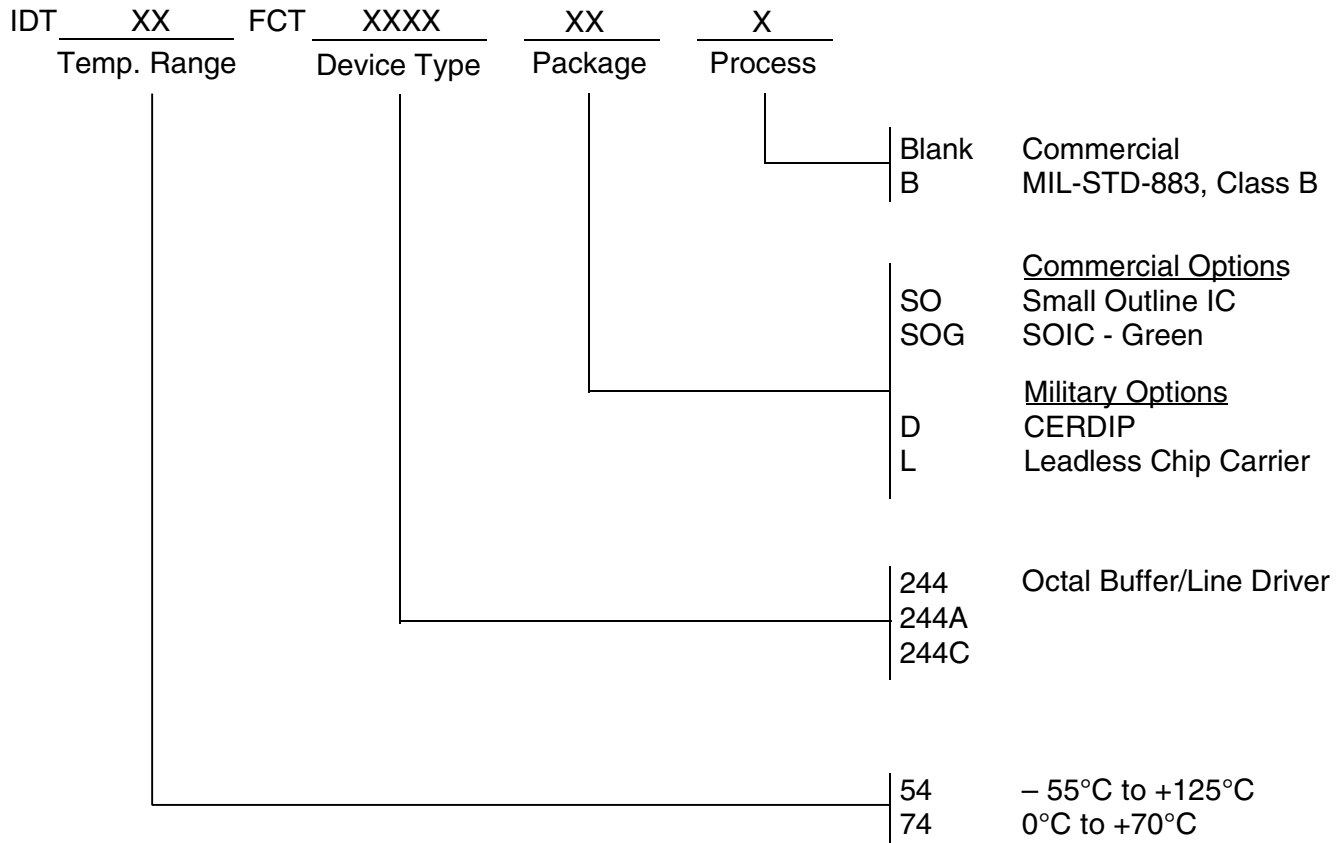 IDT XX FCT XXXX XX X
Temp. Range Device Type Package Process
Blank Commercial
B MIL-STD-883, Class B
Commercial Options
SO Small Outline IC
SOG SOIC - Green
Military Options
D CERDIP
L Leadless Chip Carrier
244 Octal Buffer/Line Driver
244A
244C
54 – 55°C to +125°C
74 0°C to +70°C